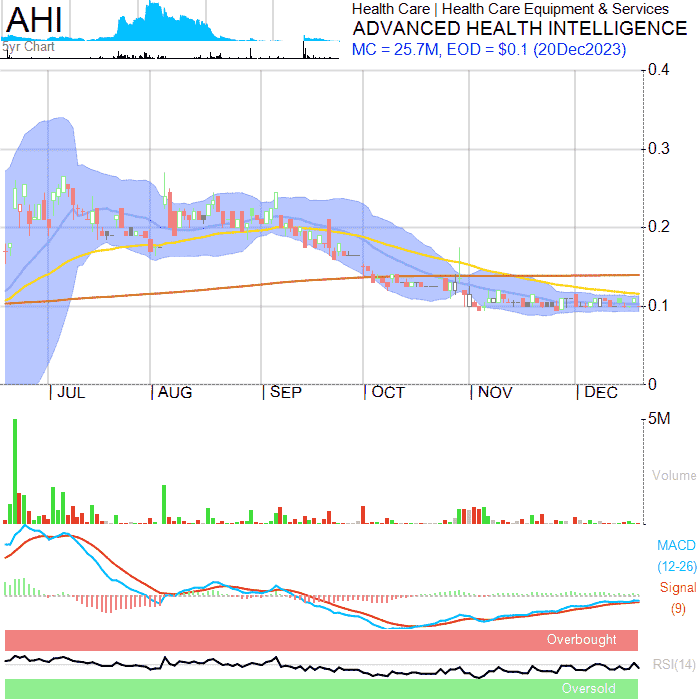 AHI
5yr Chart
Health Care | Health Care Equipment & Services
ADVANCED HEALTH INTELLIGENCE
MC = 25.7M, EOD = $0.1 (20Dec2023)
0.4
0.3
0.2
0.1
0
JUL AUG SEP OCT NOV DEC
5M
Volume
MACD
(12-26)
Signal
(9)
Overbought
RSI(14)
Oversold